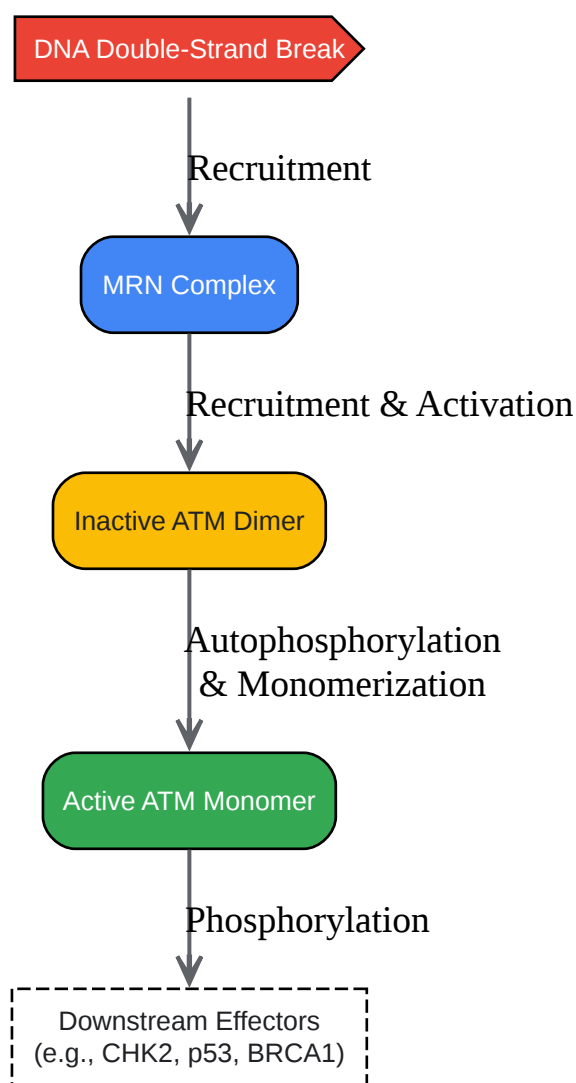 DNA Double-Strand Break
Recruitment
MRN Complex
Recruitment & Activation
Inactive ATM Dimer
Autophosphorylation
& Monomerization
Active ATM Monomer
Phosphorylation
Downstream Effectors
(e.g., CHK2, p53, BRCA1)